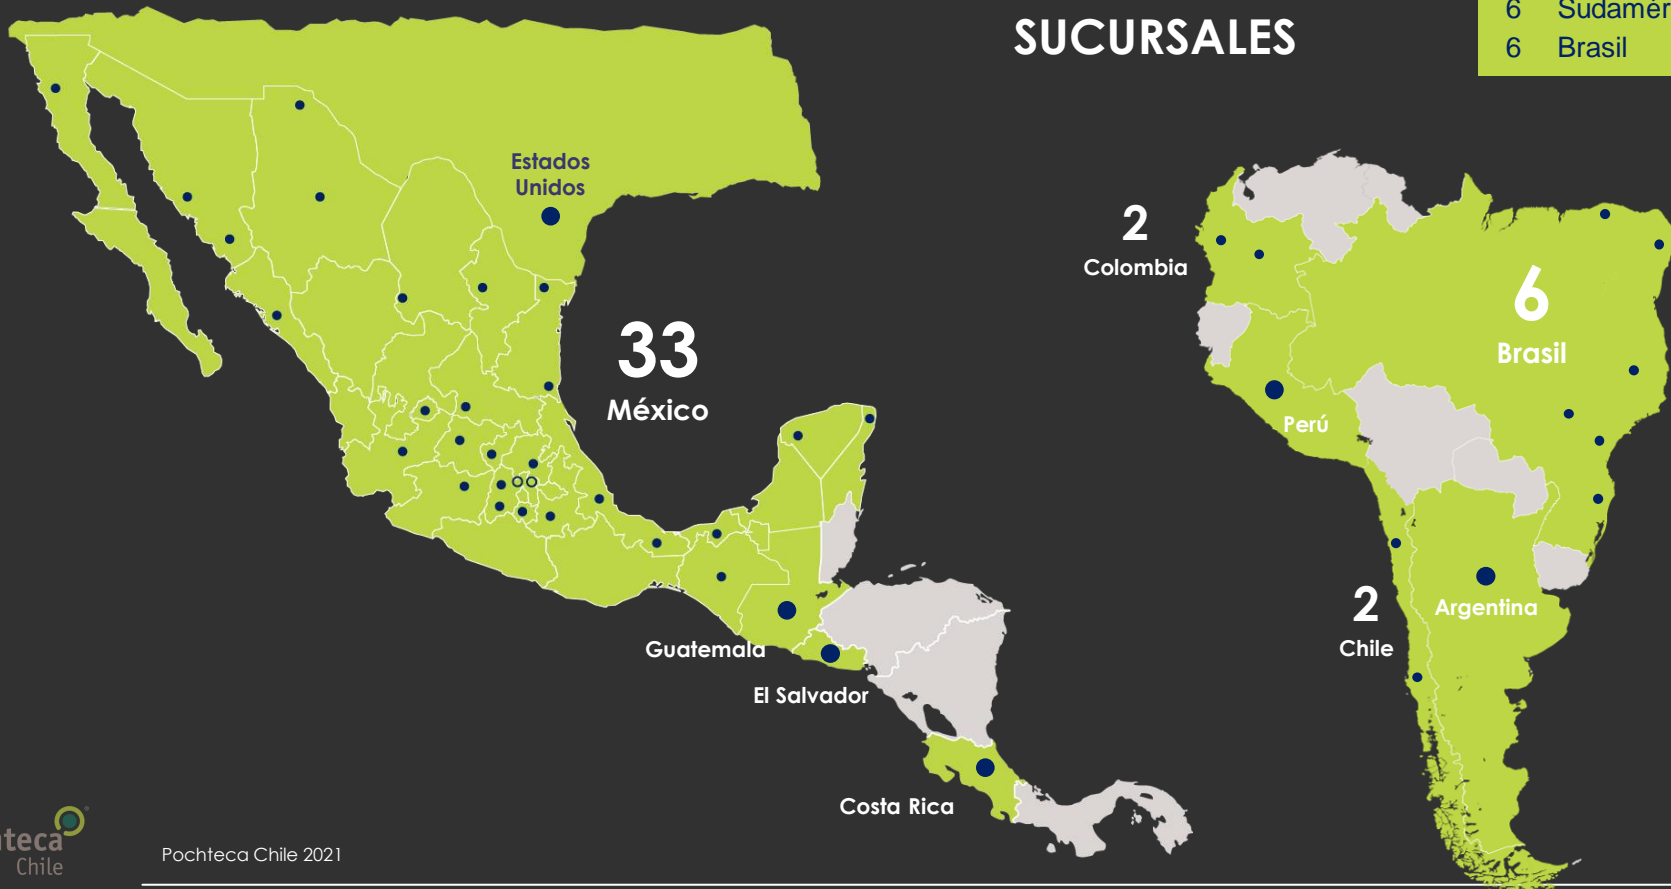 SUCURSALES
6 Sudamér
6 Brasil
Estados
Unidos
2
Colombia
6
Brasil
33
México
Perú
2
Chile
Argentina
Guatemala
El Salvador
Costa Rica
teca
Chile
Pochteca Chile 2021